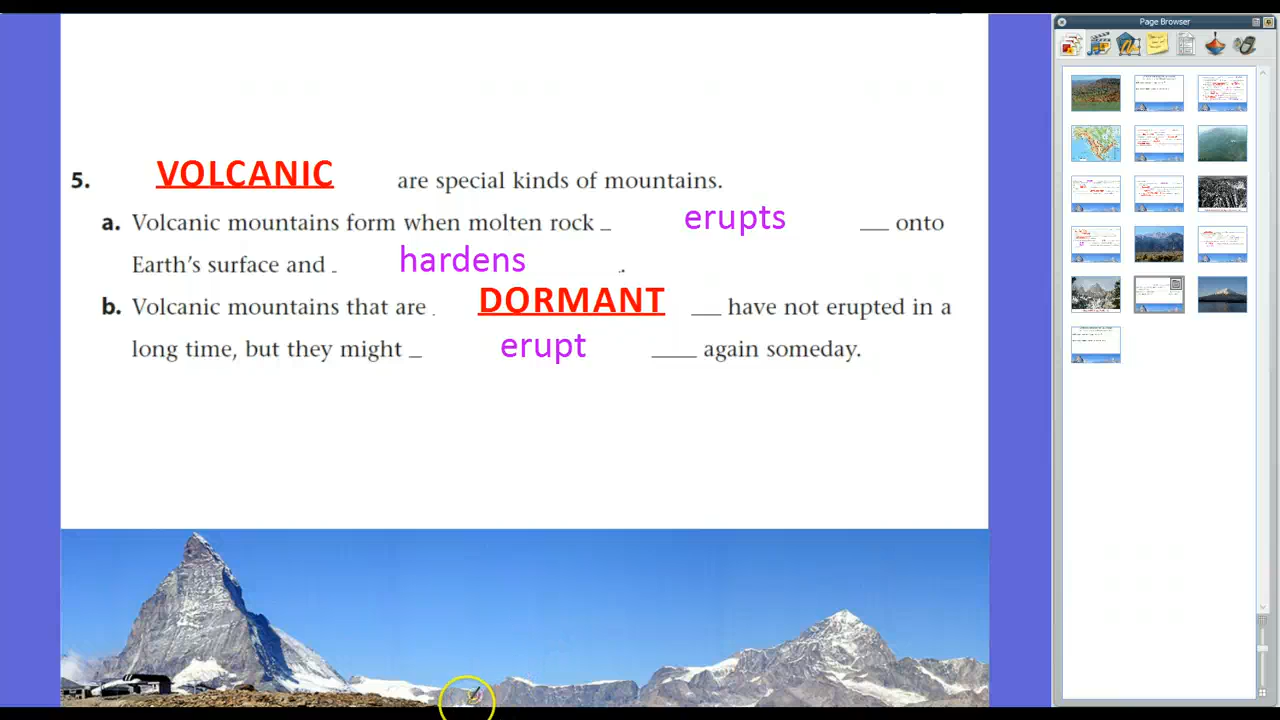 Page Browser
5. VOLCANIC are special kinds of mountains.
a. Volcanic mountains form when molten rock _ erupts __ onto
Earth's surface and . hardens .
b. Volcanic mountains that are . DORMANT __ have not erupted in a
long time, but they might _ erupt ___ again someday.